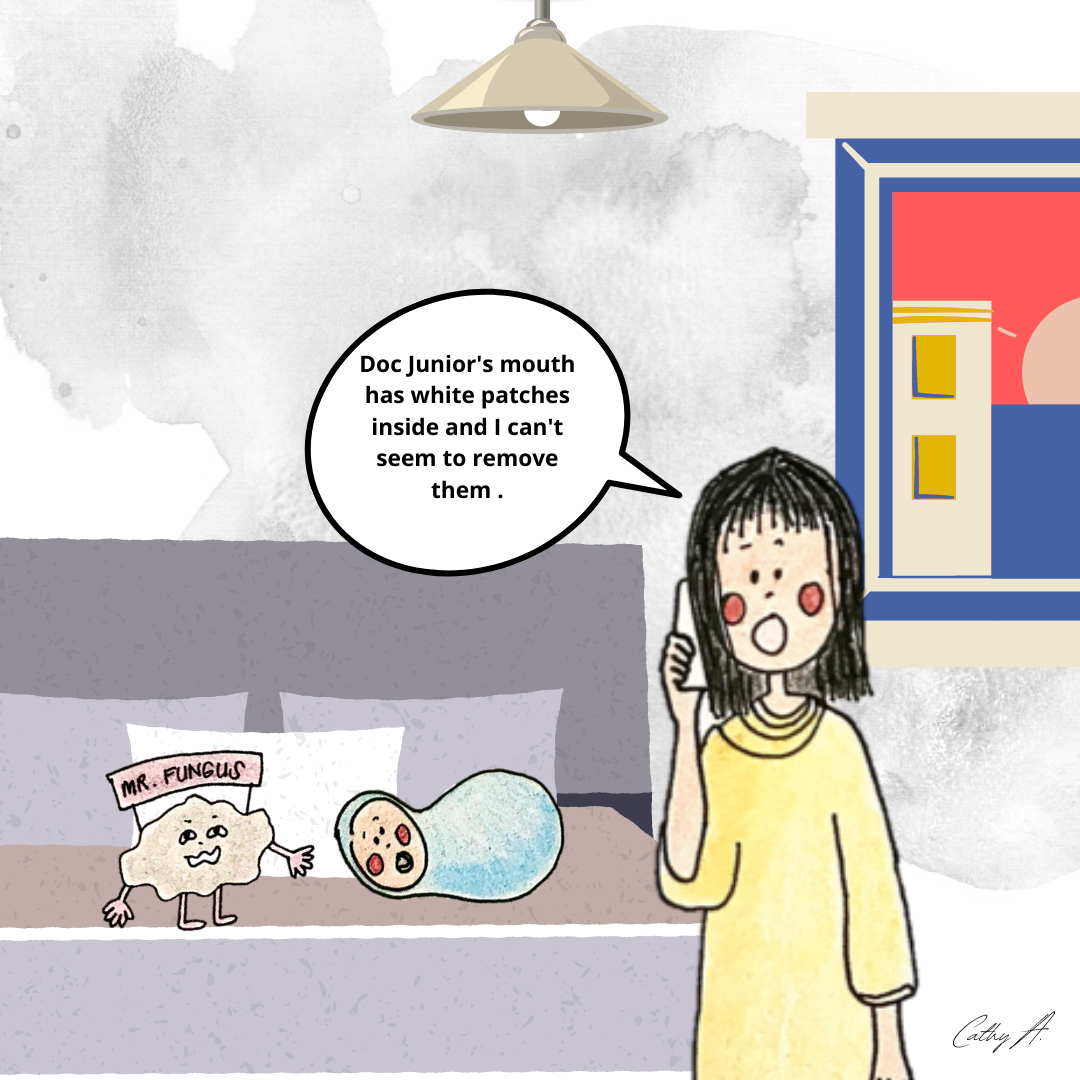 Doc Junior's mouth
has white patches
inside and I can't
seem to remove
them .
MR. FUNGUS
Cathy A.